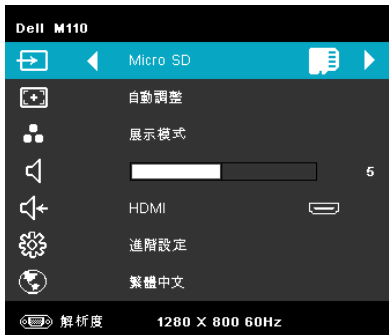 Dell M110
Micro SD
自動調整
展示模式
5
HDMI
進階設定
繁體中文
解析度 1280 X 800 60Hz